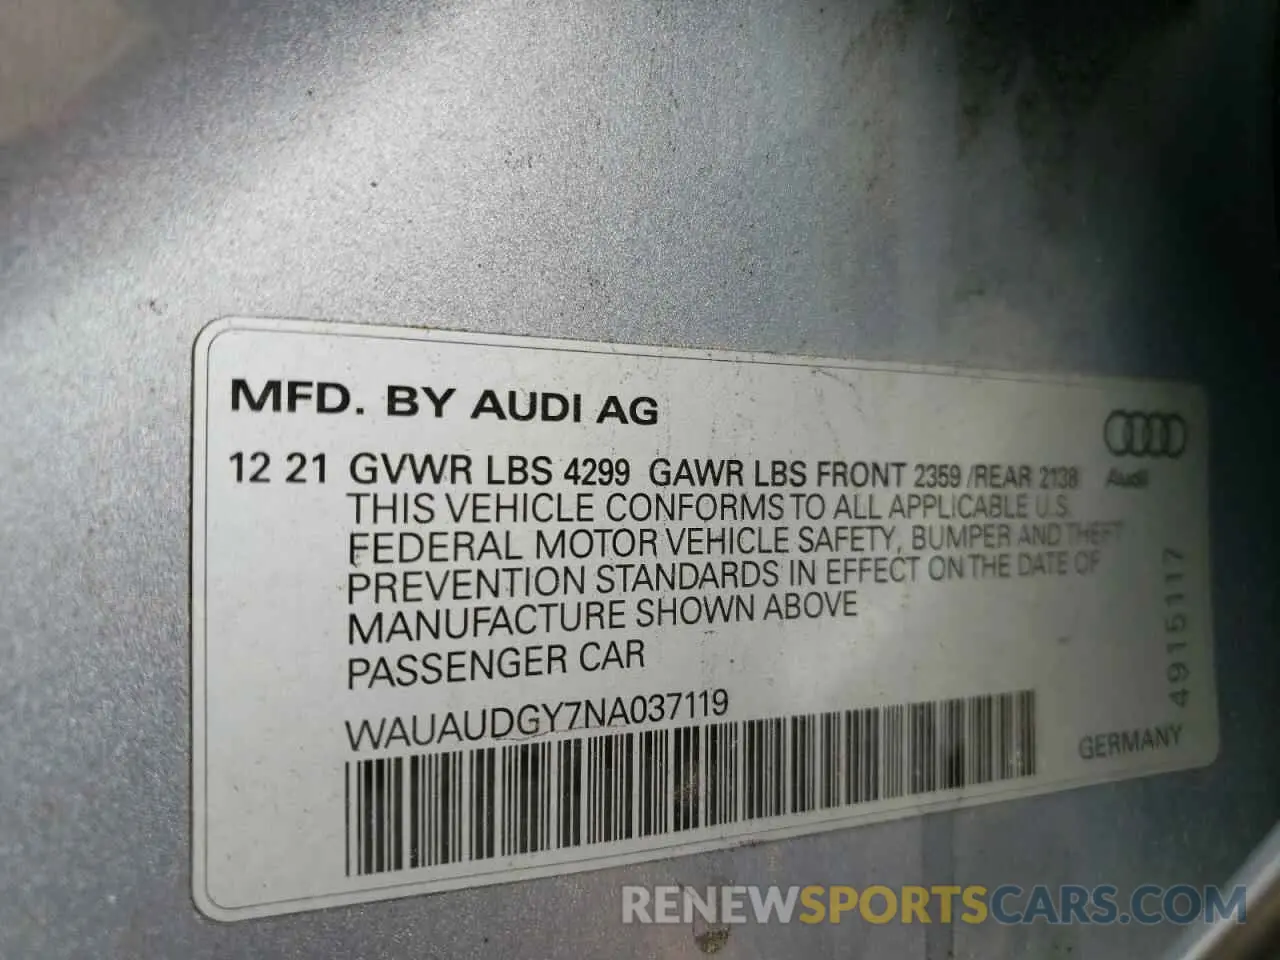 MFD. BY AUDI AG
12 21 GVWR LBS 4299 GAWR LBS FRONT 2359 /REAR 2138
Audi
THIS VEHICLE CONFORMS TO ALL APPLICABLE U.S.
FEDERAL MOTOR VEHICLE SAFETY, BUMPER AND THEFT
PREVENTION STANDARDS IN EFFECT ON THE DATE OF
MANUFACTURE SHOWN ABOVE
PASSENGER CAR
WAUAUDGY7NA037119
4915117
GERMANY
RENEWSPORTSCARS.COM